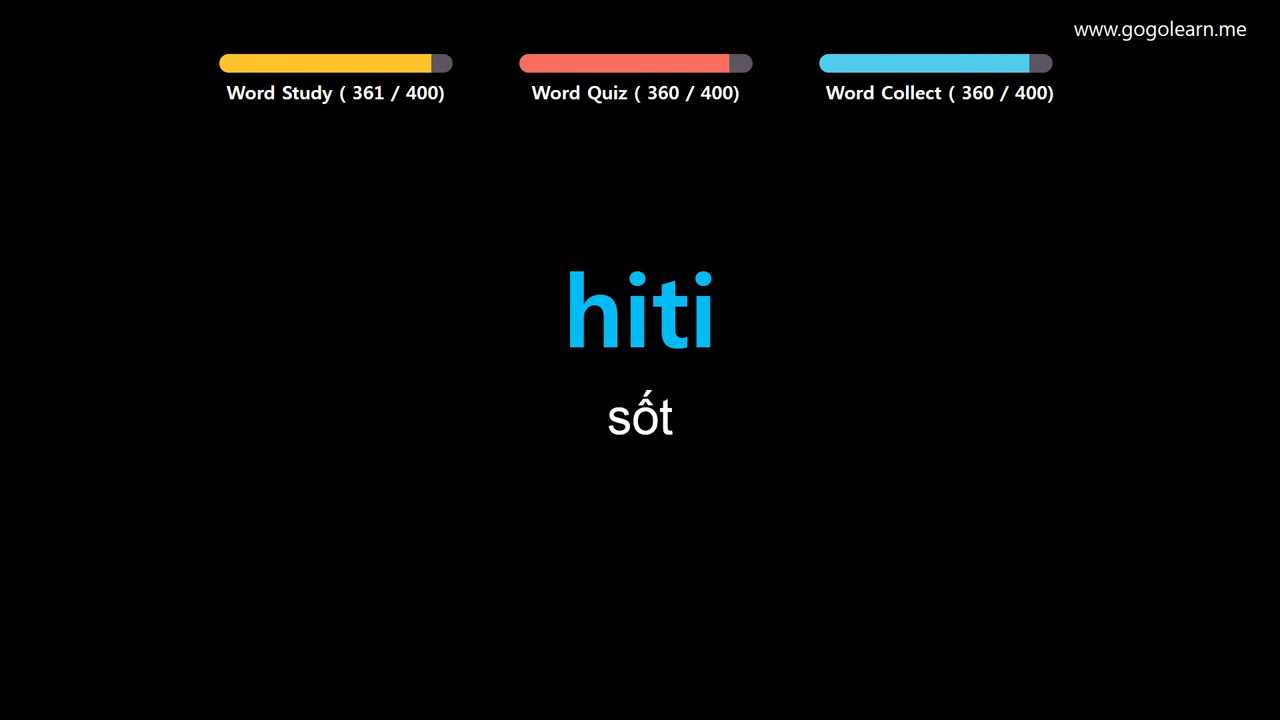 www.gogolearn.me
Word Study ( 361 / 400)
Word Quiz ( 360 / 400)
Word Collect ( 360 / 400)
hiti
sốt